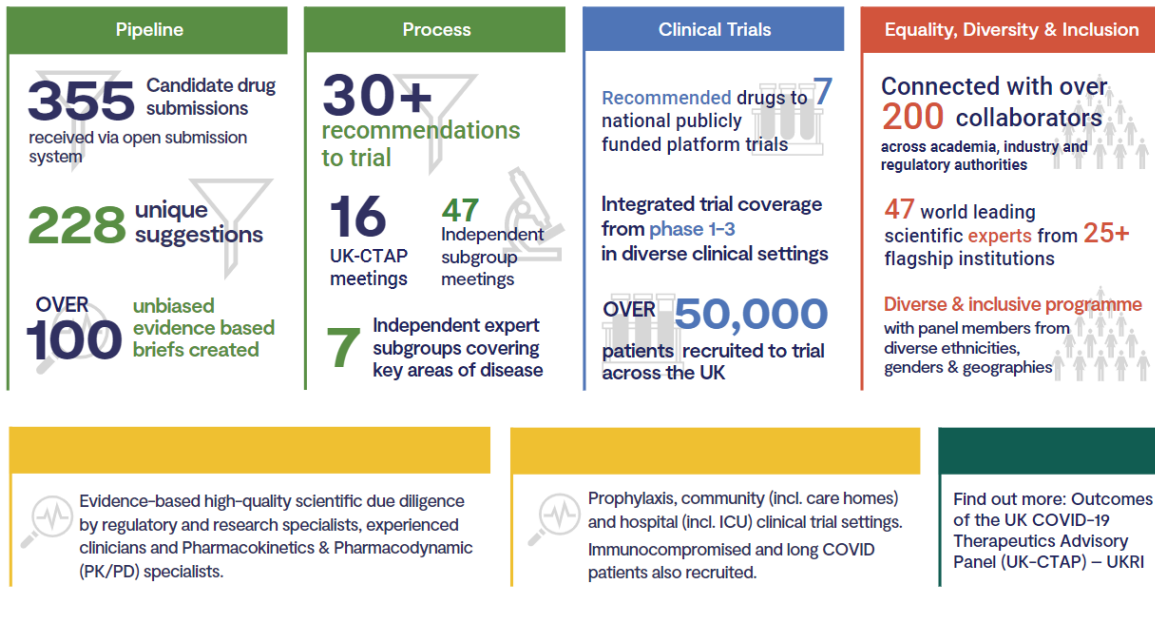 Pipeline
355 Candidate drug
submissions
received via open submission
system
228 unique
suggestions
OVER
100 unbiased
evidence based
briefs created
Process
30+
recommendations
to trial
16
UK-CTAP
meetings
47
Independent
subgroup
meetings
7 Independent expert
subgroups covering
key areas of disease
Clinical Trials
Recommended drugs to 7
national publicly
funded platform trials
Integrated trial coverage
from phase 1-3
in diverse clinical settings
OVER 50,000
patients recruited to trial
across the UK
Equality, Diversity & Inclusion
Connected with over
200 collaborators
across academia, industry and
regulatory authorities
47 world leading
scientific experts from 25+
flagship institutions
Diverse & inclusive programme
with panel members from
diverse ethnicities,
genders & geographies
Evidence-based high-quality scientific due diligence
by regulatory and research specialists, experienced
clinicians and Pharmacokinetics & Pharmacodynamic
(PK/PD) specialists.
Prophylaxis, community (incl. care homes)
and hospital (incl. ICU) clinical trial settings.
Immunocompromised and long COVID
patients also recruited.
Find out more: Outcomes
of the UK COVID-19
Therapeutics Advisory
Panel (UK-CTAP) – UKRI